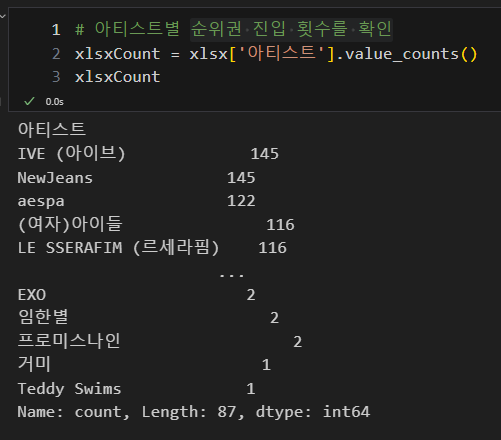 1 # 아티스트별 순위권 진입 횟수를 확인
2 xlsxCount = xlsx['아티스트'].value_counts()
3 xlsxCount
0.0s
아티스트
IVE (아이브) 145
NewJeans 145
aespa 122
(여자)아이들 116
LE SSERAFIM (르세라핌) 116
...
EXO 2
임한별 2
프로미스나인 2
거미 1
Teddy Swims 1
Name: count, Length: 87, dtype: int64